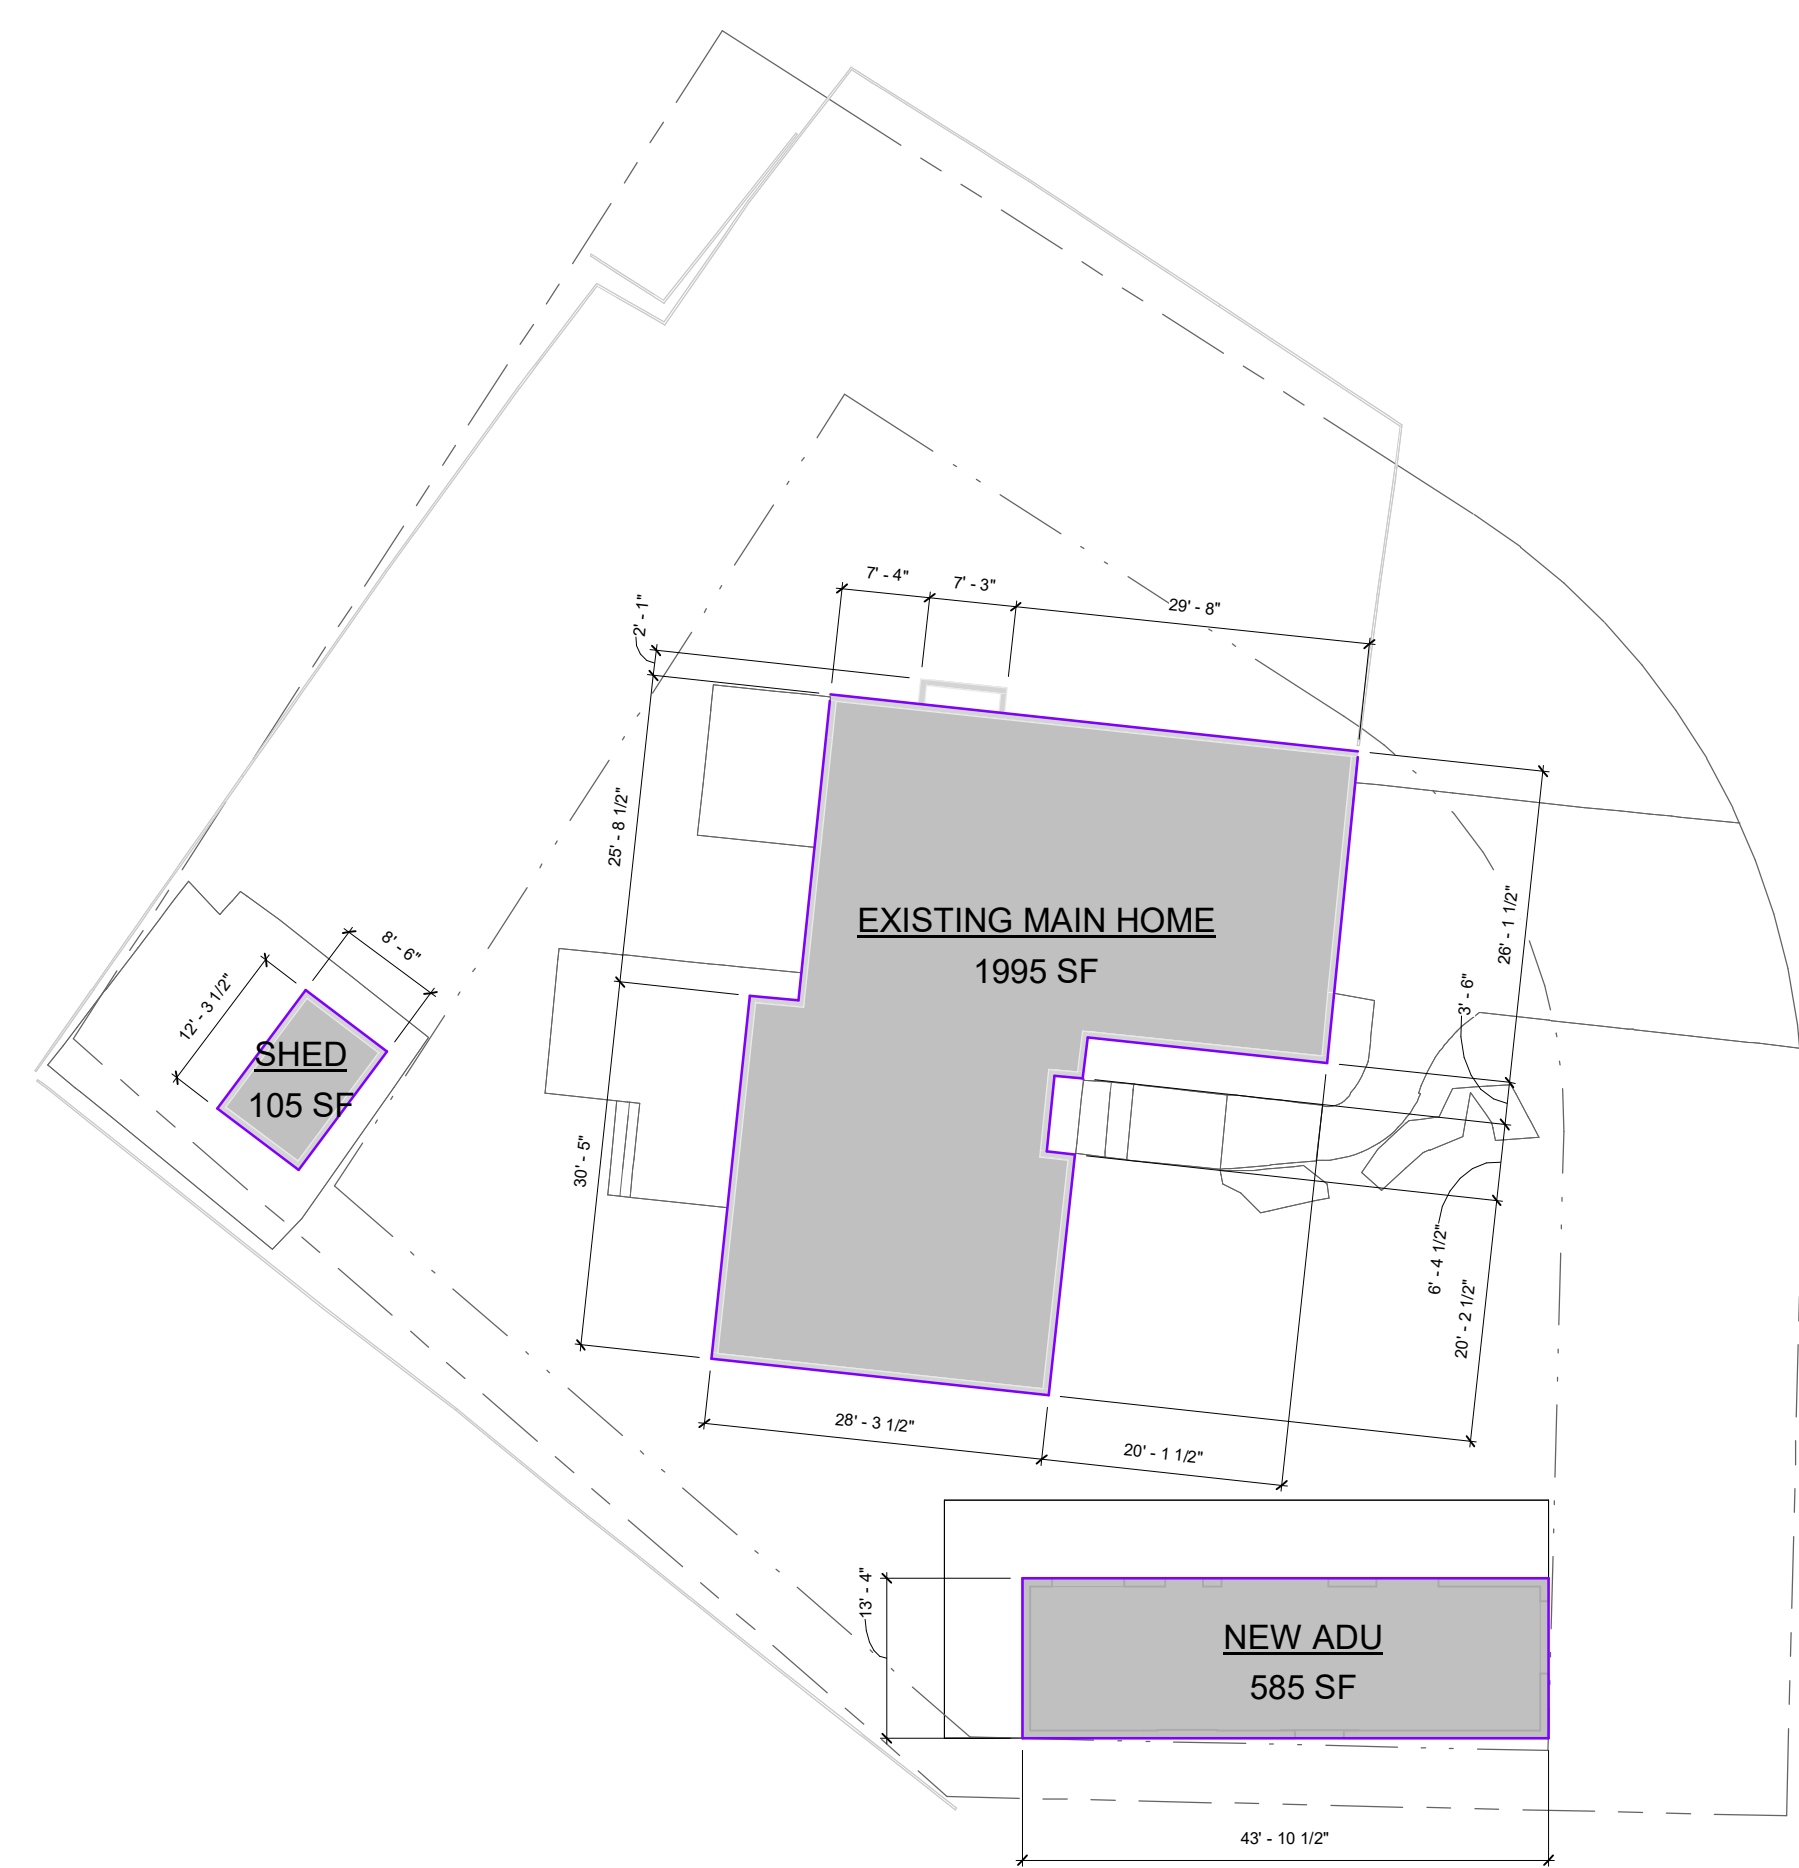 7' - 4"
7' - 3"
29' - 8"
2' - 1"
25' - 8 1/2"
26' - 1 1/2"
EXISTING MAIN HOME
1995 SF
8' - 6"
12' - 3 1/2"
3' - 6"
SHED
105 SF
30' - 5"
6' - 4 1/2"
20' - 2 1/2"
28' - 3 1/2"
20' - 1 1/2"
13' - 4"
NEW ADU
585 SF
43' - 10 1/2"